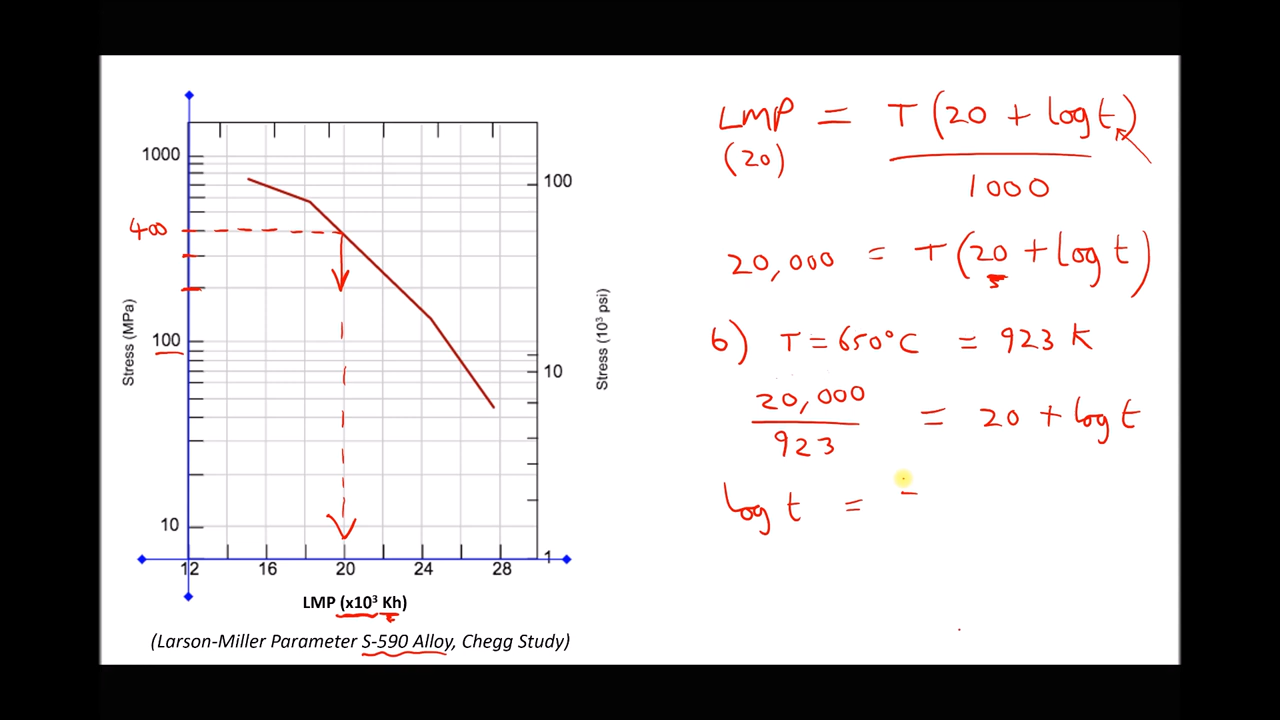 1000
100
400
Stress (MPa)
100
10
10
1
Stress (10³ psi)
12 16 20 24 28
LMP (x10³ Kh)
(Larson-Miller Parameter S-590 Alloy, Chegg Study)
LMP = T (20 + log t)
(20) 1000
20,000 = T (20 + log t)
b) T = 650°C = 923 K
20,000 = 20 + log t
923
log t =